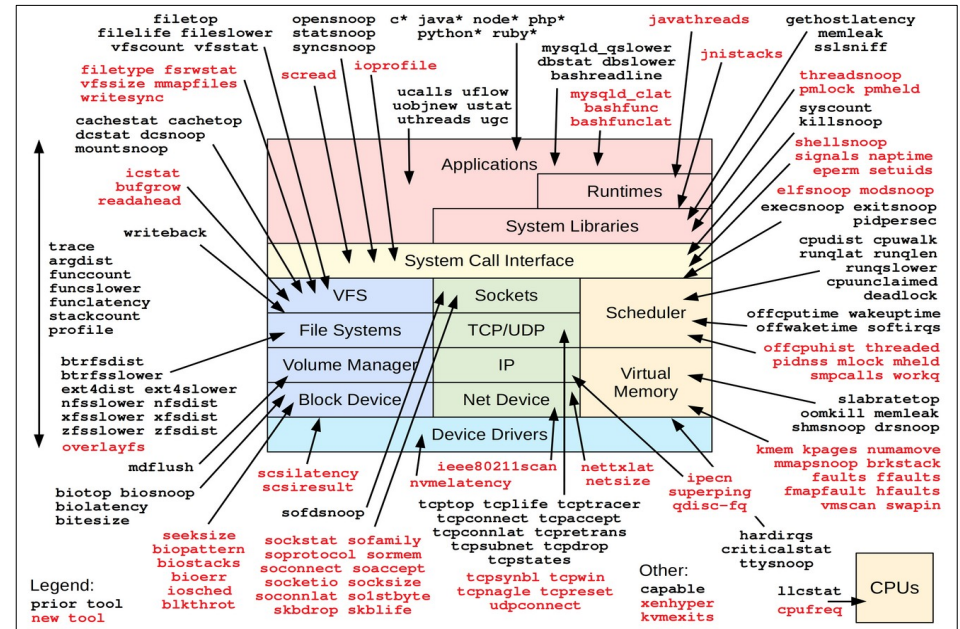 filetop
filelife fileslower
vfscount vfsstat
opensnoop
statsnoop
syncsnoop
c* java* node* php*
python* ruby*
javathreads
gethostlatency
memleak
sslsniff
filetype fsrwstat
vfssize mmapfiles
writesync
scread
ioprofile
mysqld_qslower
dbstat dbslower
bashreadline
jnistacks
threadsnoop
pmlock pmheld
ucalls uflow
uobjnew ustat
uthreads ugc
mysqld_clat
bashfunc
bashfunclat
syscount
killsnoop
cachestat cachetop
dcstat dcsnoop
mountsnoop
shellsnoop
signals naptime
eperm setuids
Applications
icstat
bufgrow
readahead
Runtimes
elfsnoop modsnoop
System Libraries
execsnoop exitsnoop
pidpersec
writeback
System Call Interface
trace
argdist
funccount
funcslower
funclatency
stackcount
profile
cpudist cpuwalk
runqlat runqlen
runqslower
cpuunclaimed
deadlock
VFS
Sockets
Scheduler
offcputime wakeuptime
offwaketime softirqs
File Systems
TCP/UDP
offcpuhist threaded
pidnss mlock mheld
smpcalls workq
btrfsdist
btrfsslower
ext4dist ext4slower
nfsslower nfsdist
xfsslower xfsdist
zfsslower zfsdist
overlayfs
Volume Manager
IP
Virtual
Memory
Block Device
Net Device
slabratetop
oomkill memleak
shmsnoop drsnoop
Device Drivers
mdflush
scsilatency
scsiresult
ieee80211scan
nvmelatency
nettxlat
netsize
ipecn
superping
qdisc-fq
kmem kpages numamove
mmapsnoop brkstack
faults ffaults
fmapfault hfaults
vmscan swapin
biotop biosnoop
biolatency
bitesize
sofdsnoop
tcptop tcplife tcptracer
tcpconnect tcpaccept
tcpconnlat tcpretrans
tcpsubnet tcpdrop
tcpstates
hardirqs
criticalstat
ttysnoop
seeksize
biopattern
biostacks
bioerr
iosched
blkthrot
sockstat sofamily
soprotocol sormem
soconnect soaccept
socketio socksize
soconnlat so1stbyte
skbdrop skblife
tcpsynbl tcpwin
tcpnagle tcpreset
udpconnect
Legend:
prior tool
new tool
Other:
capable
xenhyper
kvmexits
llcstat
cpufreq
CPUs